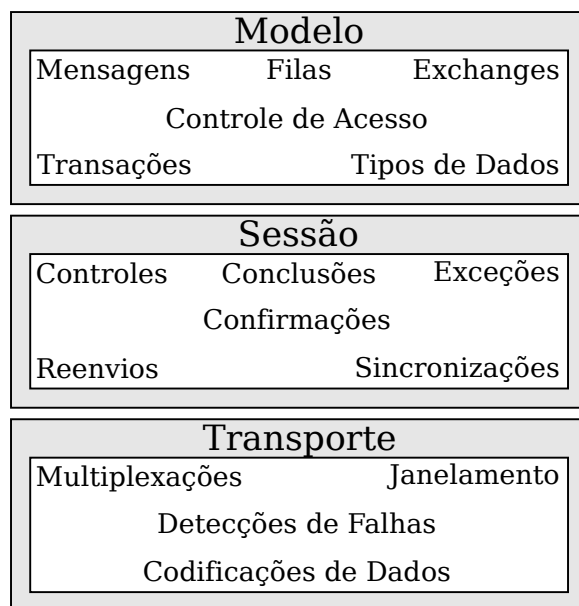 Modelo
Mensagens Filas Exchanges
Controle de Acesso
Transações Tipos de Dados
Sessão
Controles Conclusões Exceções
Confirmações
Reenvios Sincronizações
Transporte
Multiplexações Janelamento
Detecções de Falhas
Codificações de Dados